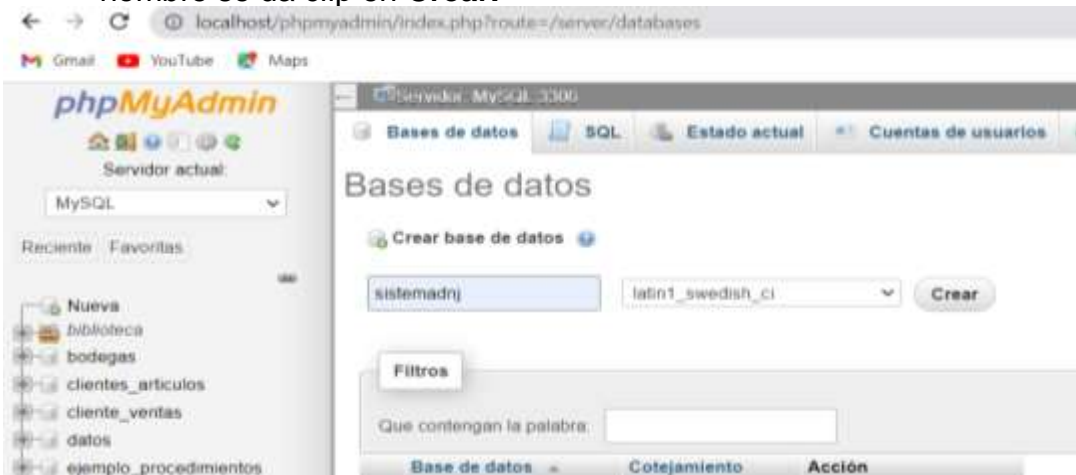 nombre se da clip en Crear
localhost/phpmyadmin/index.php?route=/server/databases
Gmail YouTube Maps
phpMyAdmin
Servidor actual:
MySQL
Reciente Favoritas
Nueva
biblioteca
bodegas
clientes_articulos
cliente_ventas
datos
ejemplo_procedimientos
Servidor: MySQL:3306
Bases de datos SQL Estado actual Cuentas de usuarios
Bases de datos
Crear base de datos
sistemadnj latin1_swedish_ci Crear
Filtros
Que contengan la palabra:
Base de datos Cotejamiento Acción